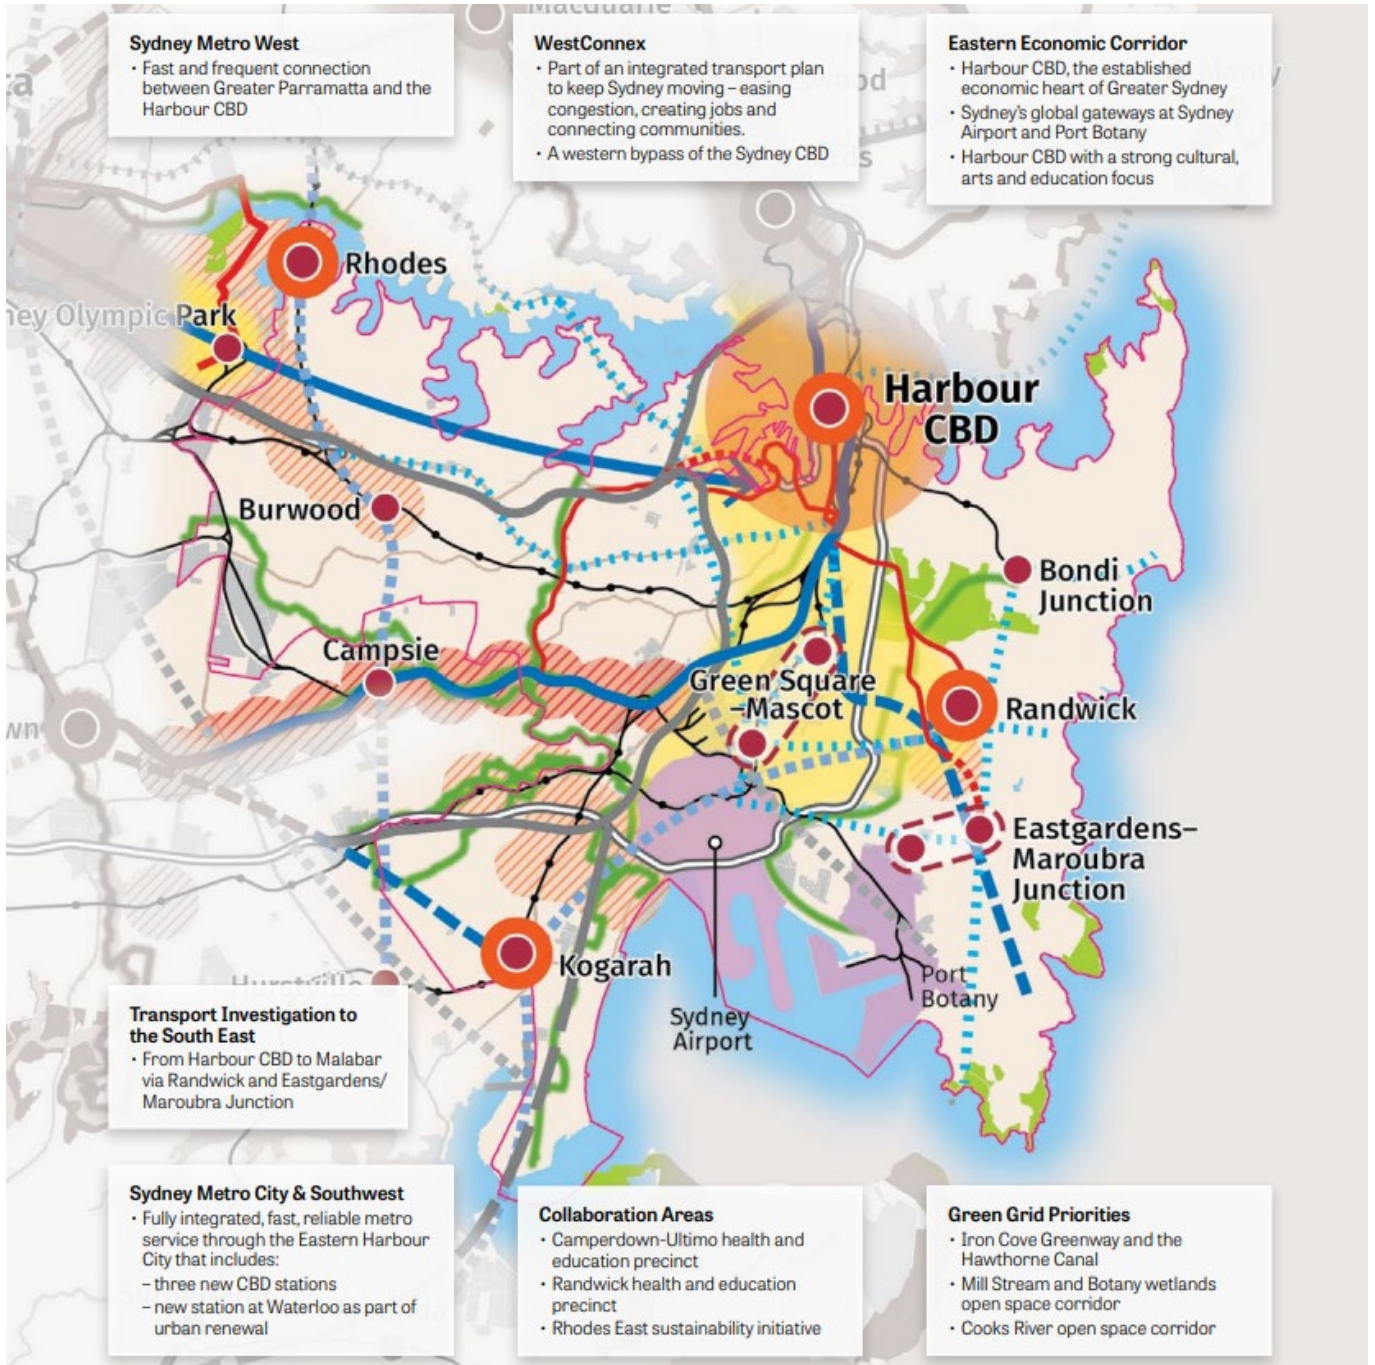 Macquarie
Sydney Metro West
• Fast and frequent connection
between Greater Parramatta and the
Harbour CBD
WestConnex
• Part of an integrated transport plan
to keep Sydney moving – easing
congestion, creating jobs and
connecting communities.
• A western bypass of the Sydney CBD
Eastern Economic Corridor
• Harbour CBD, the established
economic heart of Greater Sydney
• Sydney's global gateways at Sydney
Airport and Port Botany
• Harbour CBD with a strong cultural,
arts and education focus
Rhodes
ney Olympic Park
Harbour
CBD
Burwood
Bondi
Junction
Campsie
Green Square
–Mascot
Randwick
Eastgardens–
Maroubra
Junction
Kogarah
Port
Botany
Sydney
Airport
Hurstville
Transport Investigation to
the South East
• From Harbour CBD to Malabar
via Randwick and Eastgardens/
Maroubra Junction
Sydney Metro City & Southwest
• Fully integrated, fast, reliable metro
service through the Eastern Harbour
City that includes:
– three new CBD stations
– new station at Waterloo as part of
urban renewal
Collaboration Areas
• Camperdown-Ultimo health and
education precinct
• Randwick health and education
precinct
• Rhodes East sustainability initiative
Green Grid Priorities
• Iron Cove Greenway and the
Hawthorne Canal
• Mill Stream and Botany wetlands
open space corridor
• Cooks River open space corridor